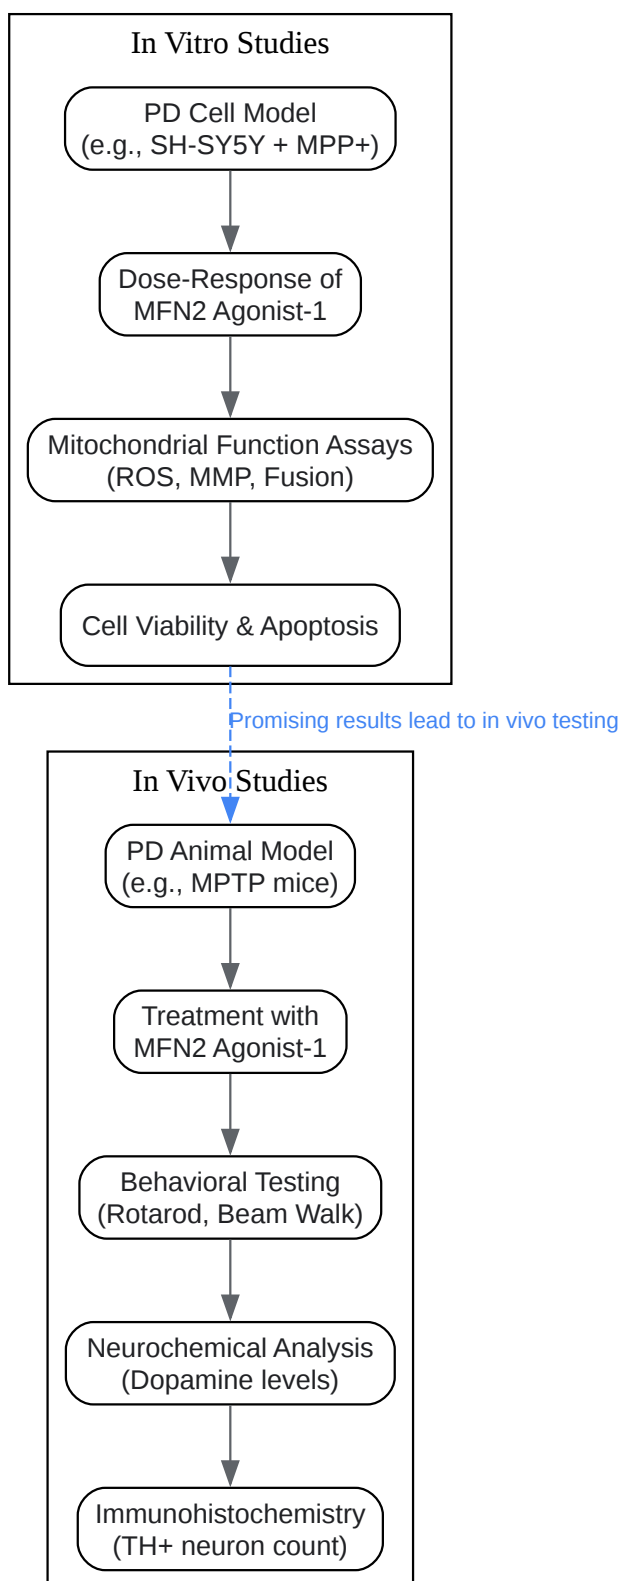 In Vitro Studies
PD Cell Model
(e.g., SH-SY5Y + MPP+)
Dose-Response of
MFN2 Agonist-1
Mitochondrial Function Assays
(ROS, MMP, Fusion)
Cell Viability & Apoptosis
Promising results lead to in vivo testing
In Vivo Studies
PD Animal Model
(e.g., MPTP mice)
Treatment with
MFN2 Agonist-1
Behavioral Testing
(Rotarod, Beam Walk)
Neurochemical Analysis
(Dopamine levels)
Immunohistochemistry
(TH+ neuron count)